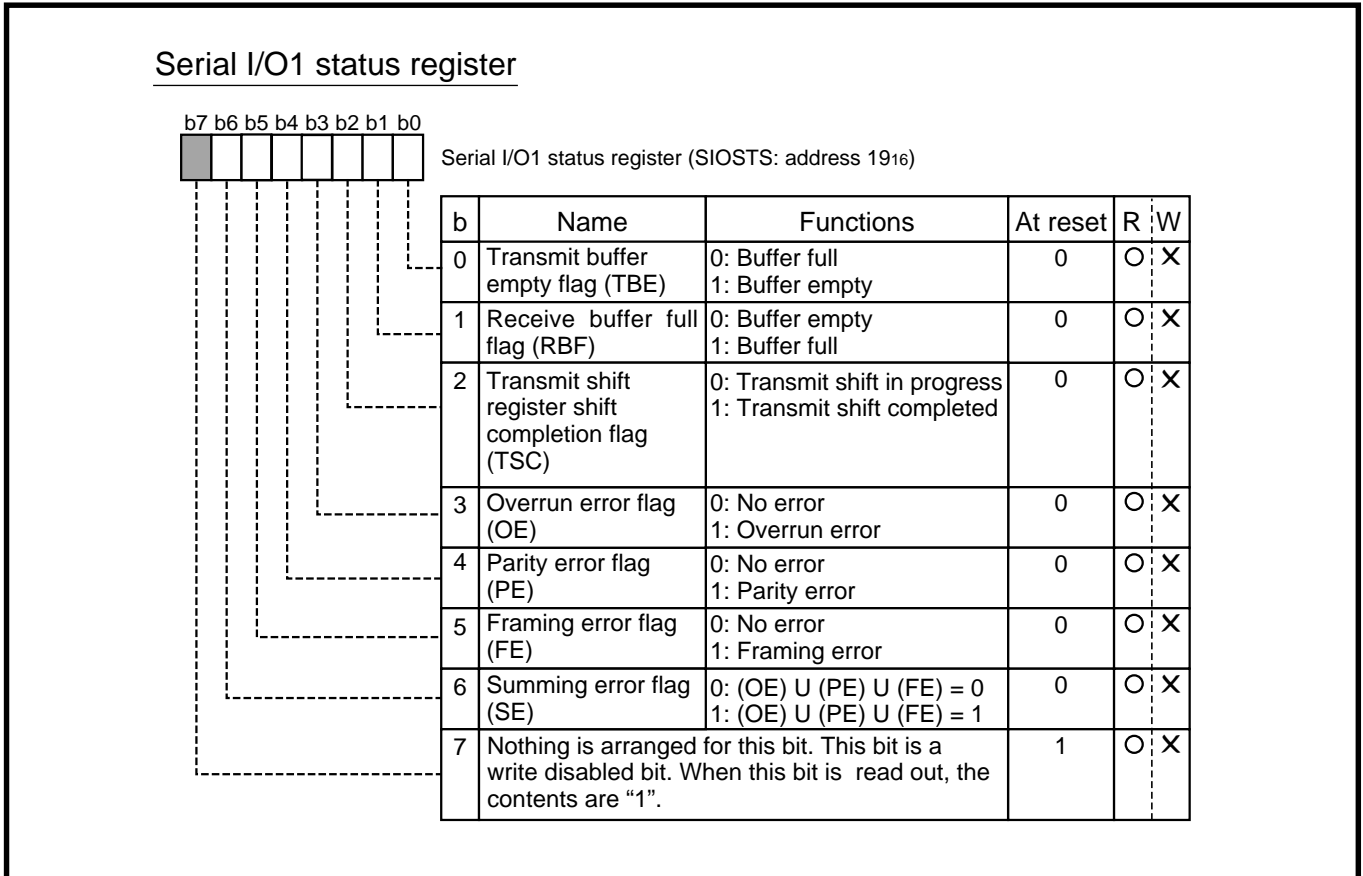 Serial I/O1 status register
b7 b6 b5 b4 b3 b2 b1 b0
Serial I/O1 status register (SIOSTS: address 1916)
b Name Functions At reset R W
0 Transmit buffer empty flag (TBE) 0: Buffer full 0 O X
1: Buffer empty
1 Receive buffer full flag (RBF) 0: Buffer empty 0 O X
1: Buffer full
2 Transmit shift register shift completion flag (TSC) 0: Transmit shift in progress 0 O X
1: Transmit shift completed
3 Overrun error flag (OE) 0: No error 0 O X
1: Overrun error
4 Parity error flag (PE) 0: No error 0 O X
1: Parity error
5 Framing error flag (FE) 0: No error 0 O X
1: Framing error
6 Summing error flag (SE) 0: (OE) U (PE) U (FE) = 0 0 O X
1: (OE) U (PE) U (FE) = 1
7 Nothing is arranged for this bit. This bit is a 1 O X
write disabled bit. When this bit is read out, the
contents are “1”.